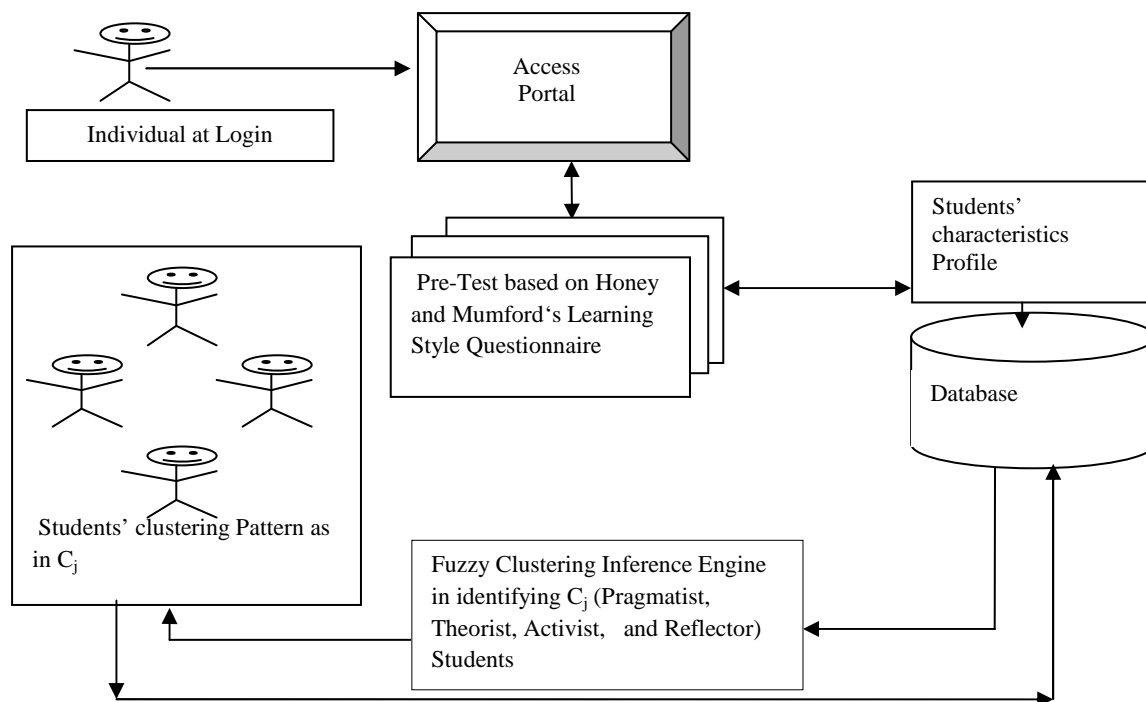 Access
Portal
Individual at Login
Students’
characteristics
Profile
Pre-Test based on Honey
and Mumford‘s Learning
Style Questionnaire
Database
Students’ clustering Pattern as
in Cj
Fuzzy Clustering Inference Engine
in identifying Cj (Pragmatist,
Theorist, Activist, and Reflector)
Students